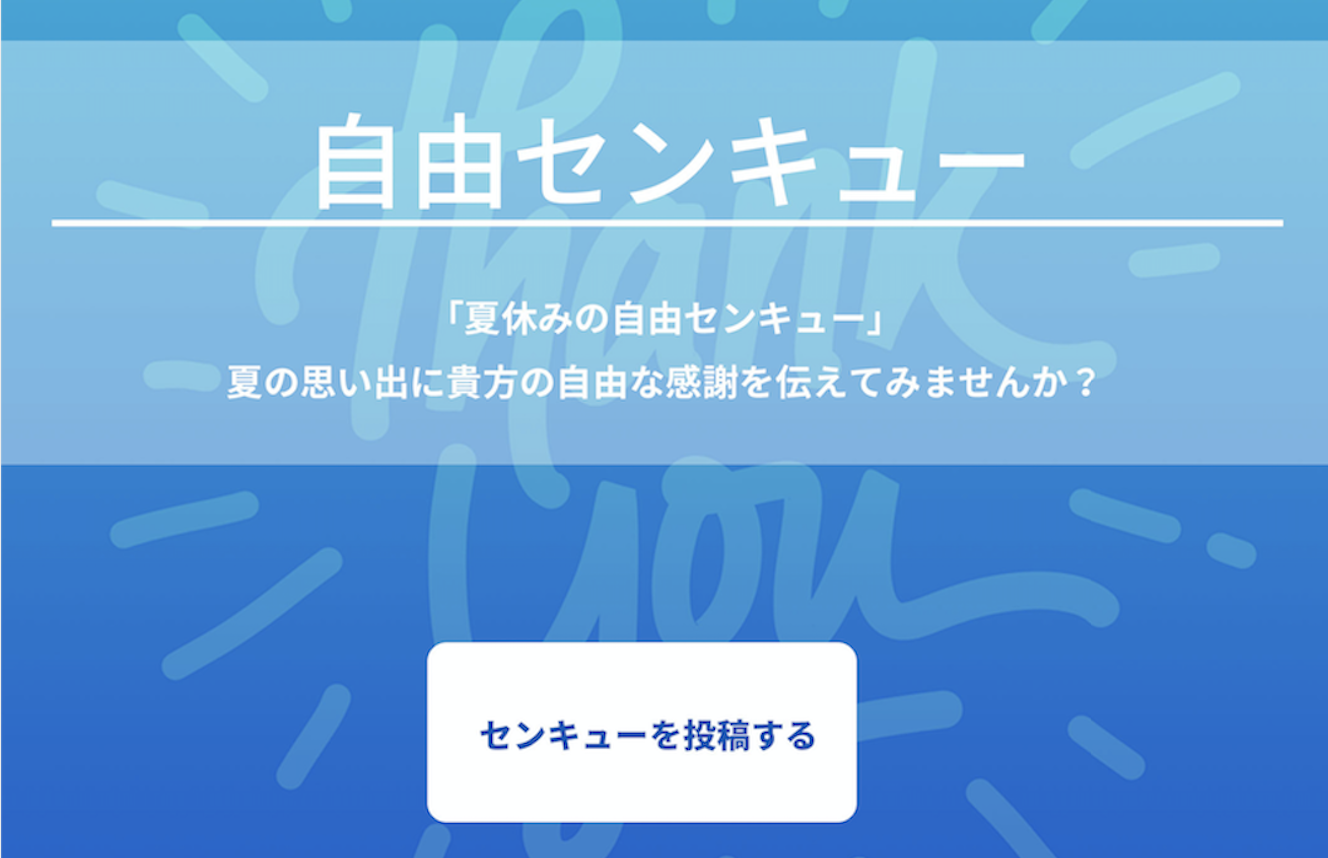 Thank
you
自由センキュー
「夏休みの自由センキュー」
夏の思い出に貴方の自由な感謝を伝えてみませんか？
センキューを投稿する